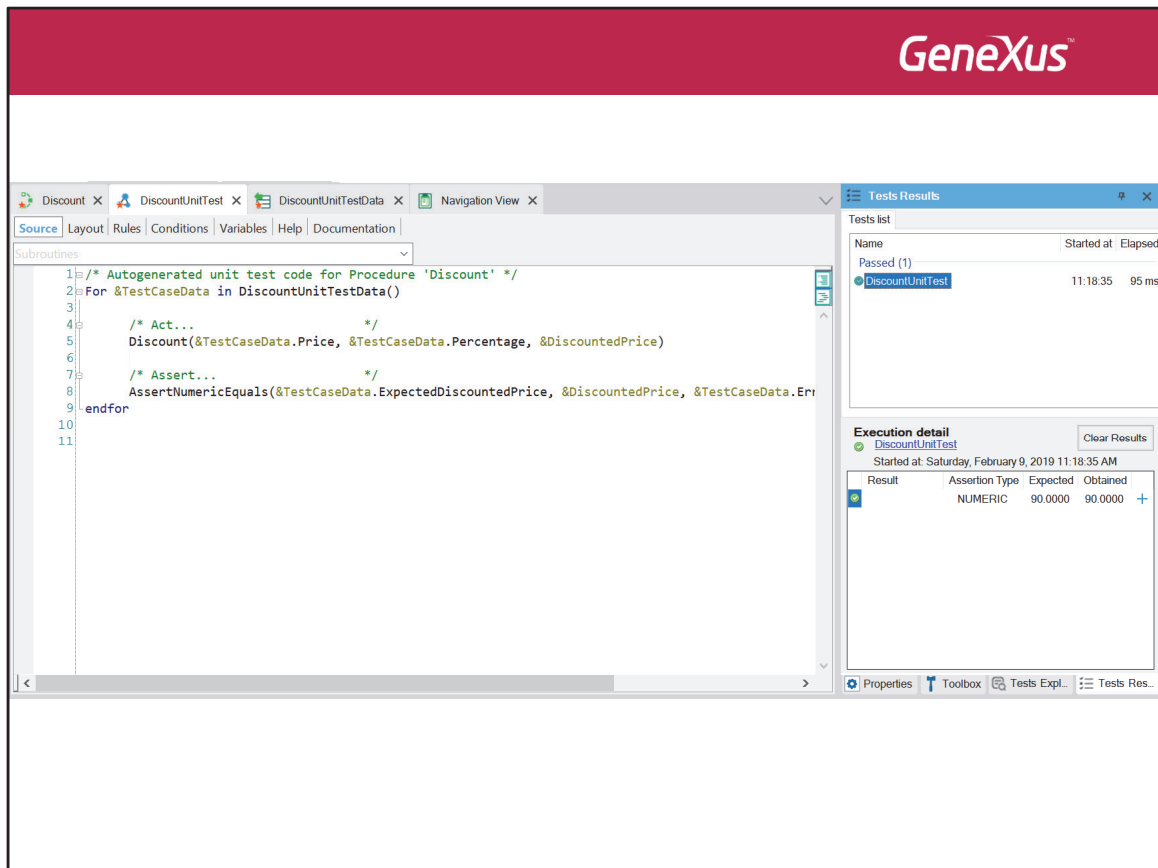 GeneXus™
Discount DiscountUnitTest DiscountUnitTestData Navigation View
Source Layout Rules Conditions Variables Help Documentation
Subroutines
1 /* Autogenerated unit test code for Procedure 'Discount' */
2 For &TestCaseData in DiscountUnitTestData()
3
4 /* Act... */
5 Discount(&TestCaseData.Price, &TestCaseData.Percentage, &DiscountedPrice)
6
7 /* Assert... */
8 AssertNumericEquals(&TestCaseData.ExpectedDiscountedPrice, &DiscountedPrice, &TestCaseData.Err
9 endfor
10
11
Tests Results
Tests list
Name Started at Elapsed
Passed (1)
DiscountUnitTest 11:18:35 95 ms
Execution detail
DiscountUnitTest
Clear Results
Started at: Saturday, February 9, 2019 11:18:35 AM
Result Assertion Type Expected Obtained
NUMERIC 90.0000 90.0000
Properties Toolbox Tests Expl... Tests Res...